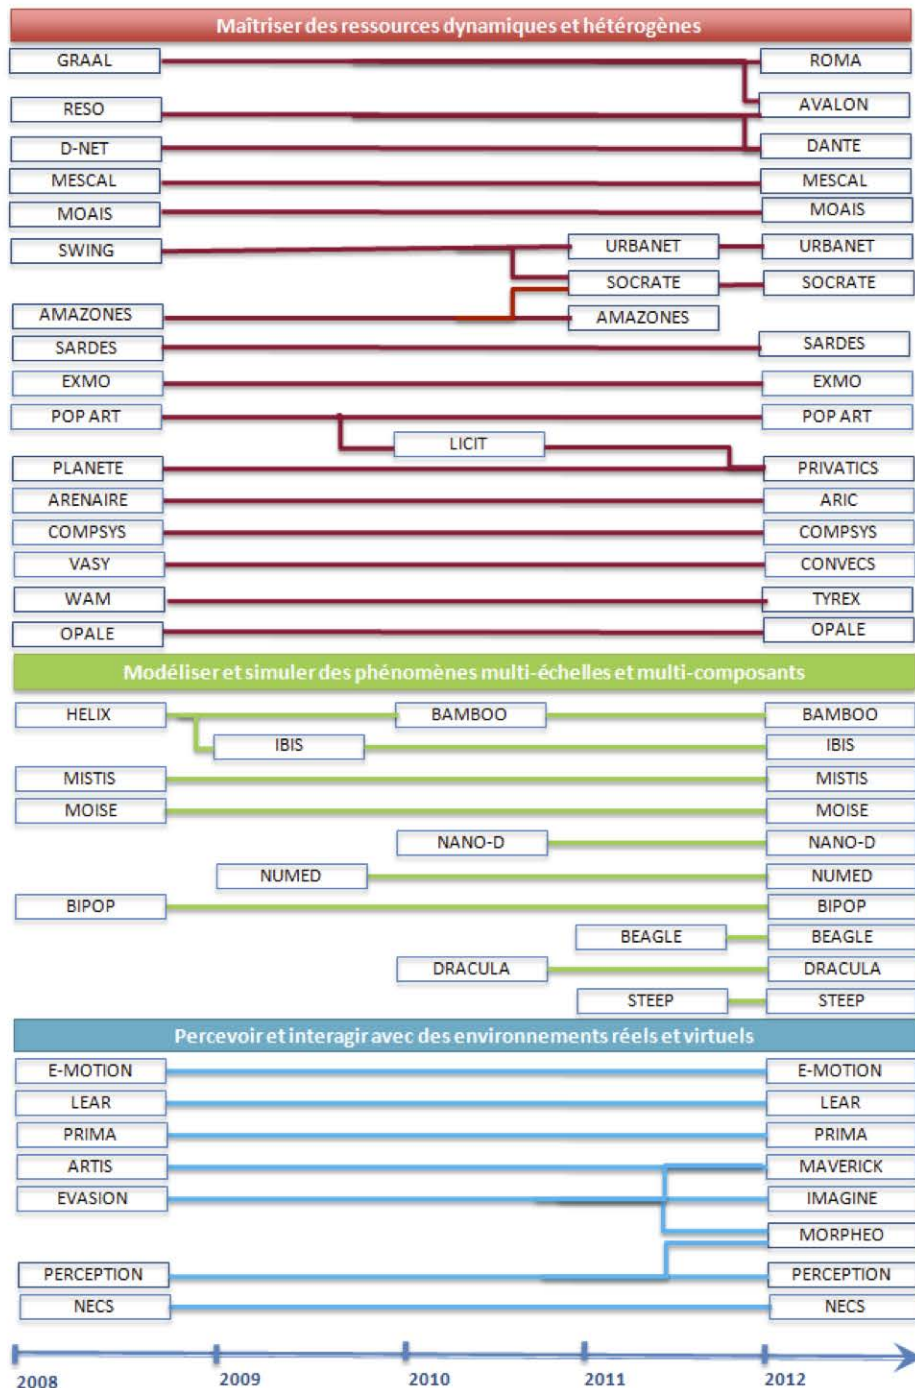 Maîtriser des ressources dynamiques et hétérogènes
GRAAL ROMA
RESO AVALON
D-NET DANTE
MESCAL MESCAL
MOAIS MOAIS
SWING URBANET URBANET
SOCRATE SOCRATE
AMAZONES AMAZONES
SARDES SARDES
EXMO EXMO
POP ART POP ART
LICIT
PLANETE PRIVATICS
ARENAIRE ARIC
COMPSYS COMPSYS
VASY CONVECS
WAM TYREX
OPALE OPALE
Modéliser et simuler des phénomènes multi-échelles et multi-composants
HELIX BAMBOO BAMBOO
IBIS IBIS
MISTIS MISTIS
MOISE MOISE
NANO-D NANO-D
NUMED NUMED
BIPOP BIPOP
BEAGLE BEAGLE
DRACULA DRACULA
STEEP STEEP
Percevoir et interagir avec des environnements réels et virtuels
E-MOTION E-MOTION
LEAR LEAR
PRIMA PRIMA
ARTIS MAVERICK
EVASION IMAGINE
MORPHEO
PERCEPTION PERCEPTION
NECS NECS
2008 2009 2010 2011 2012